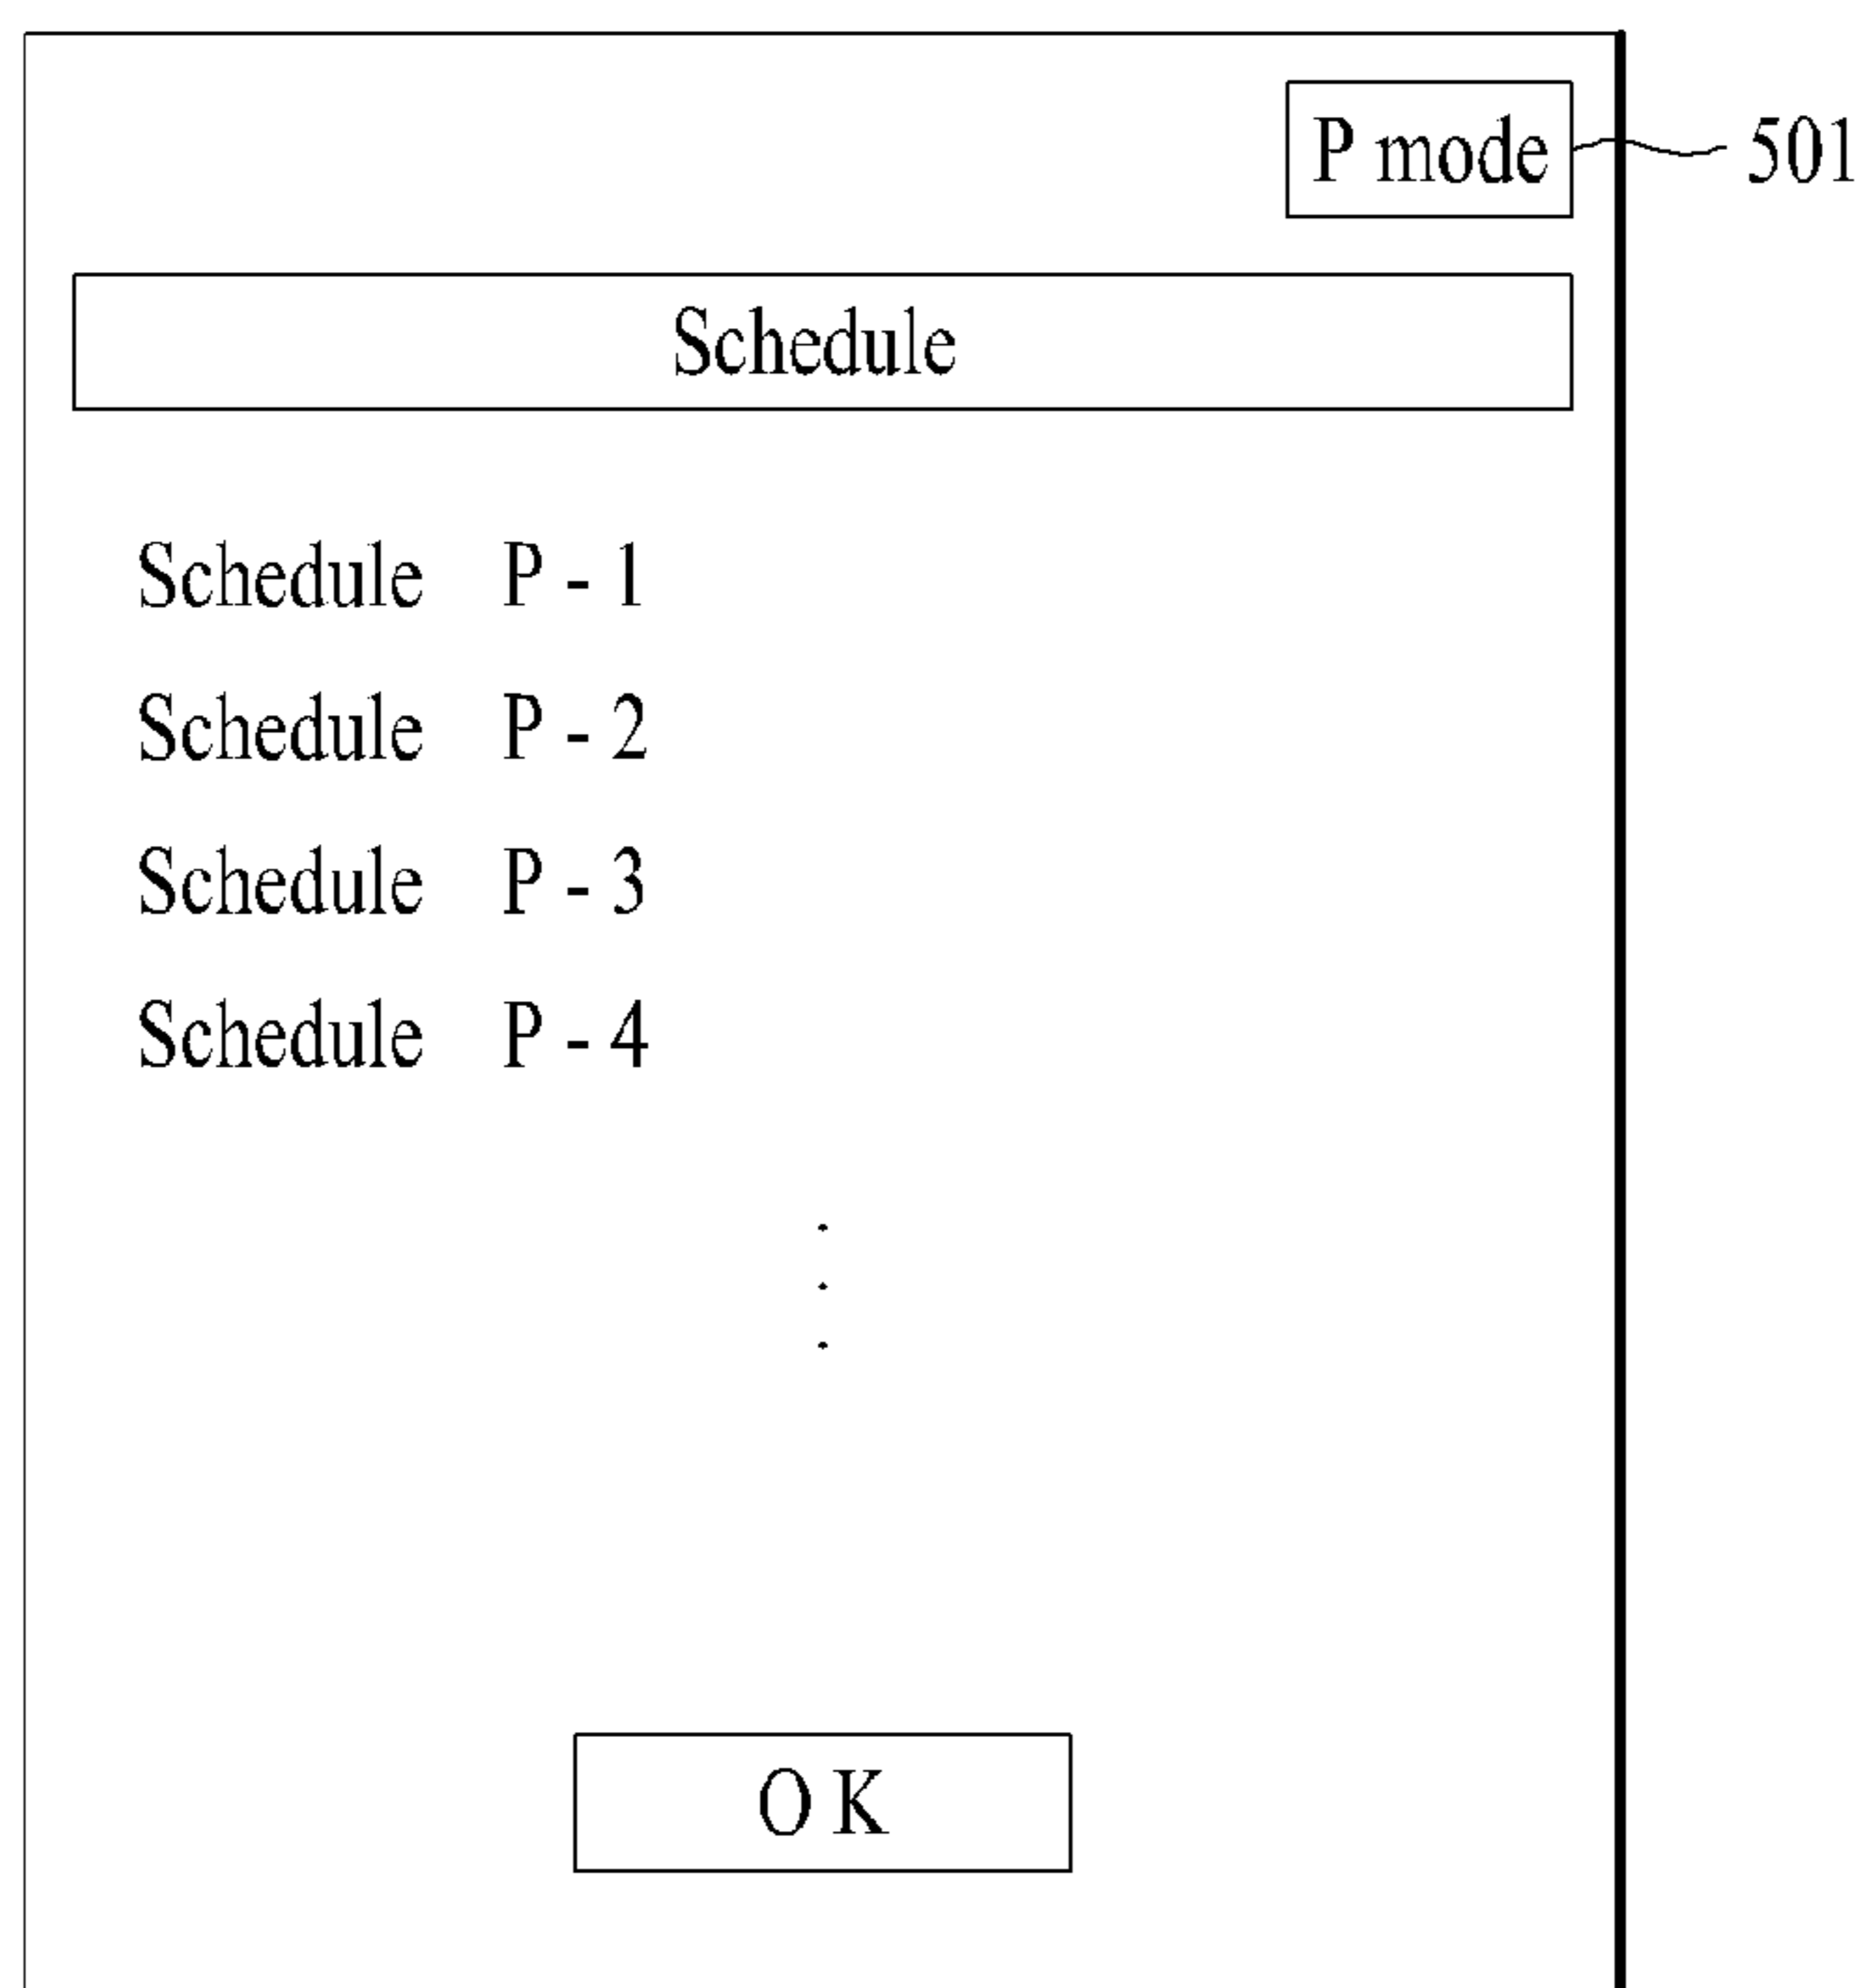 P mode
501
Schedule
Schedule P - 1
Schedule P - 2
Schedule P - 3
Schedule P - 4
OK